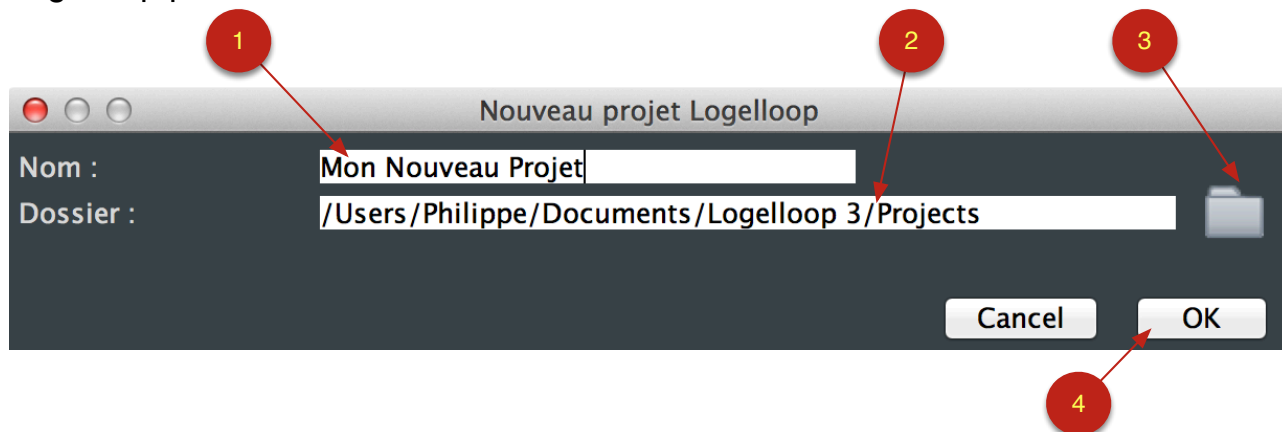 1 2 3
Nouveau projet Logelloop
Nom :
Mon Nouveau Projet
Dossier :
/Users/Philippe/Documents/Logelloop 3/Projects
Cancel OK
4